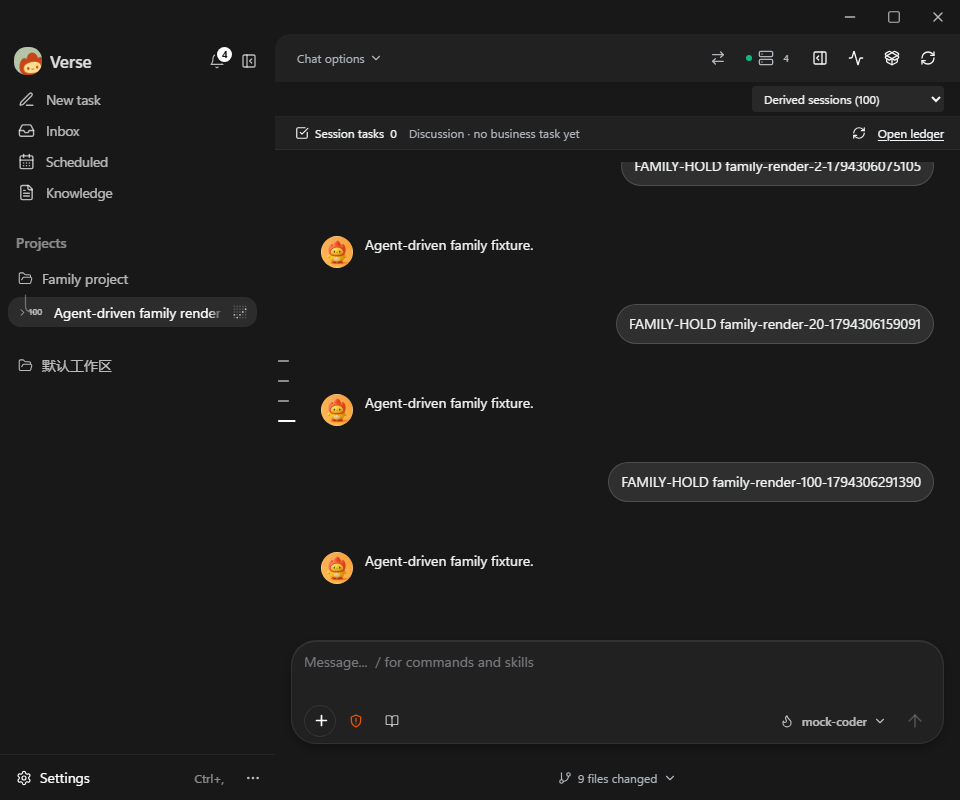 Verse
4
New task
Inbox
Scheduled
Knowledge
Projects
Family project
100
Agent-driven family render
默认工作区
Settings
Ctrl+,
Chat options
4
Derived sessions (100)
Session tasks 0 Discussion · no business task yet
Open ledger
FAMILY-HOLD family-render-2-1794306075105
Agent-driven family fixture.
FAMILY-HOLD family-render-20-1794306159091
Agent-driven family fixture.
FAMILY-HOLD family-render-100-1794306291390
Agent-driven family fixture.
Message... / for commands and skills
mock-coder
9 files changed